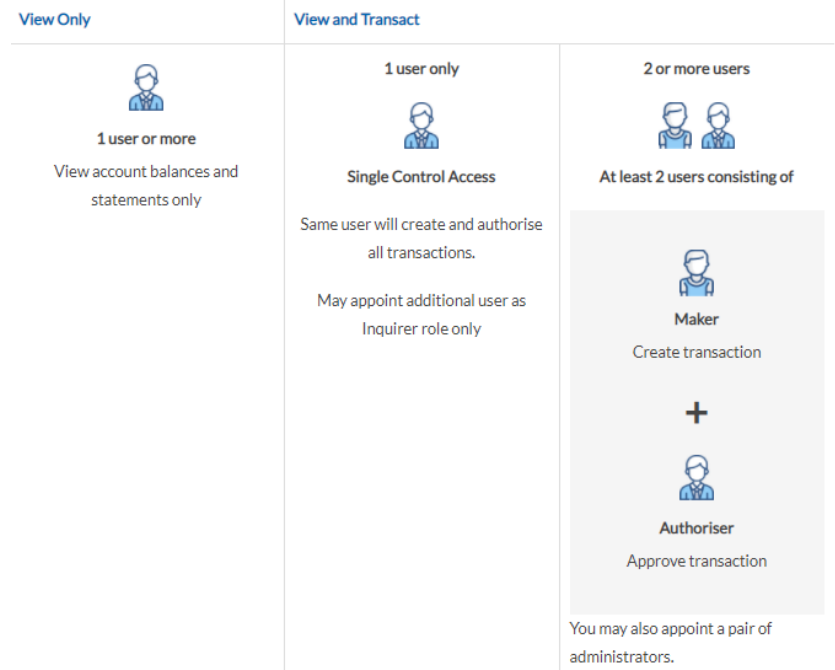 View Only
View and Transact
1 user or more
View account balances and
statements only
1 user only
Single Control Access
Same user will create and authorise
all transactions.
May appoint additional user as
Inquirer role only
2 or more users
At least 2 users consisting of
Maker
Create transaction
+
Authoriser
Approve transaction
You may also appoint a pair of
administrators.